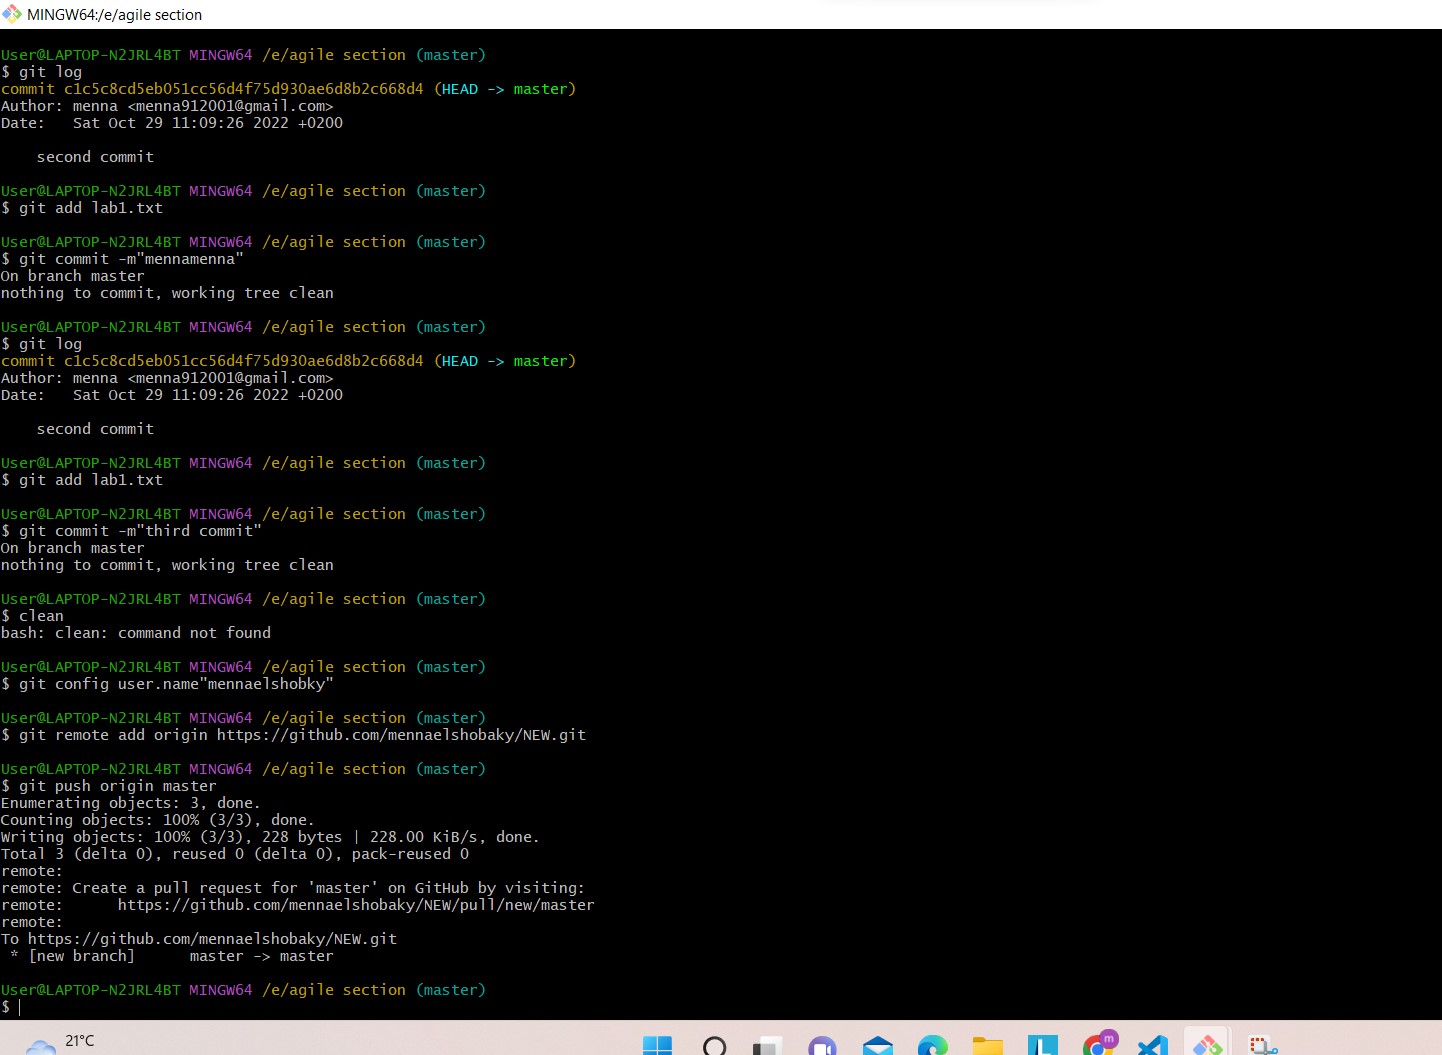 MINGW64:/e/agile section
User@LAPTOP-N2JRL4BT MINGW64 /e/agile section (master)
$ git log
commit c1c5c8cd5eb051cc56d4f75d930ae6d8b2c668d4 (HEAD -> master)
Author: menna <menna912001@gmail.com>
Date:   Sat Oct 29 11:09:26 2022 +0200
    second commit
User@LAPTOP-N2JRL4BT MINGW64 /e/agile section (master)
$ git add lab1.txt
User@LAPTOP-N2JRL4BT MINGW64 /e/agile section (master)
$ git commit -m"mennamenna"
On branch master
nothing to commit, working tree clean
User@LAPTOP-N2JRL4BT MINGW64 /e/agile section (master)
$ git log
commit c1c5c8cd5eb051cc56d4f75d930ae6d8b2c668d4 (HEAD -> master)
Author: menna <menna912001@gmail.com>
Date:   Sat Oct 29 11:09:26 2022 +0200
    second commit
User@LAPTOP-N2JRL4BT MINGW64 /e/agile section (master)
$ git add lab1.txt
User@LAPTOP-N2JRL4BT MINGW64 /e/agile section (master)
$ git commit -m"third commit"
On branch master
nothing to commit, working tree clean
User@LAPTOP-N2JRL4BT MINGW64 /e/agile section (master)
$ clean
bash: clean: command not found
User@LAPTOP-N2JRL4BT MINGW64 /e/agile section (master)
$ git config user.name"mennaelshobky"
User@LAPTOP-N2JRL4BT MINGW64 /e/agile section (master)
$ git remote add origin https://github.com/mennaelshobaky/NEW.git
User@LAPTOP-N2JRL4BT MINGW64 /e/agile section (master)
$ git push origin master
Enumerating objects: 3, done.
Counting objects: 100% (3/3), done.
Writing objects: 100% (3/3), 228 bytes | 228.00 KiB/s, done.
Total 3 (delta 0), reused 0 (delta 0), pack-reused 0
remote:
remote: Create a pull request for 'master' on GitHub by visiting:
remote:      https://github.com/mennaelshobaky/NEW/pull/new/master
remote:
To https://github.com/mennaelshobaky/NEW.git
 * [new branch]      master -> master
User@LAPTOP-N2JRL4BT MINGW64 /e/agile section (master)
$
21°C
L
m